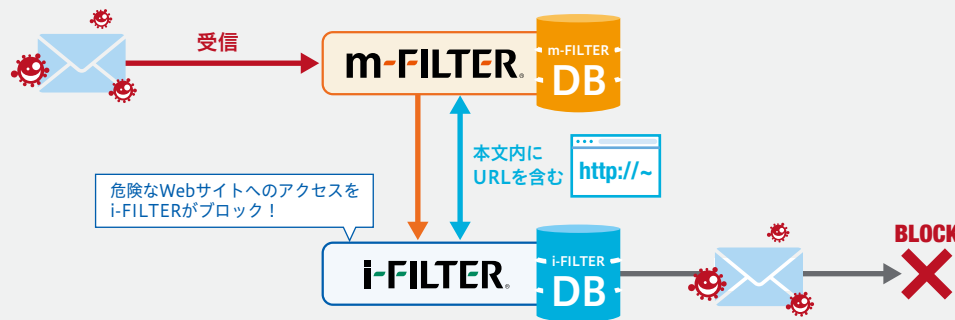 受信
m-FILTER®
m-FILTER
DB
本文内に
URLを含む
http://~
危険なWebサイトへのアクセスを
i-FILTERがブロック！
i-FILTER®
i-FILTER
DB
BLOCK